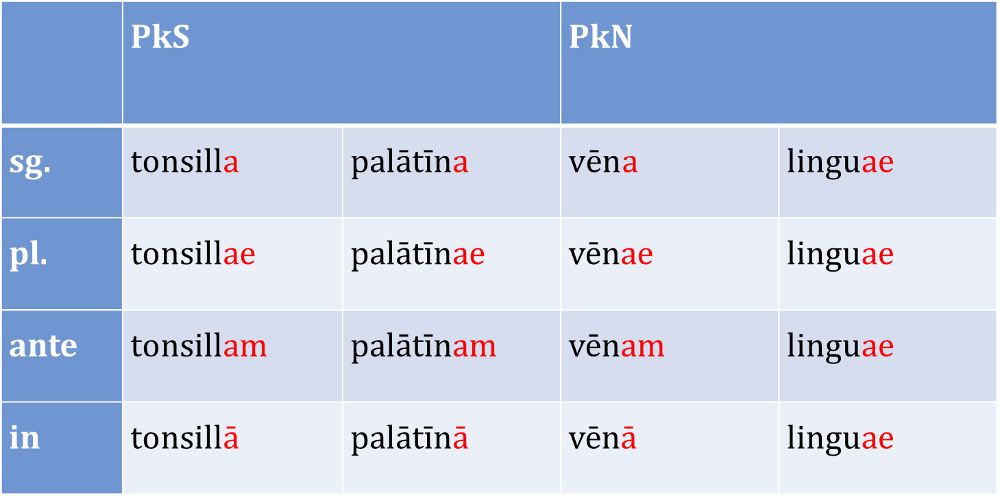 PkS PkN
sg. tonsilla palātīna vēna linguae
pl. tonsillae palātīnae vēnae linguae
ante tonsillam palātīnam vēnam linguae
in tonsillā palātīnā vēnā linguae